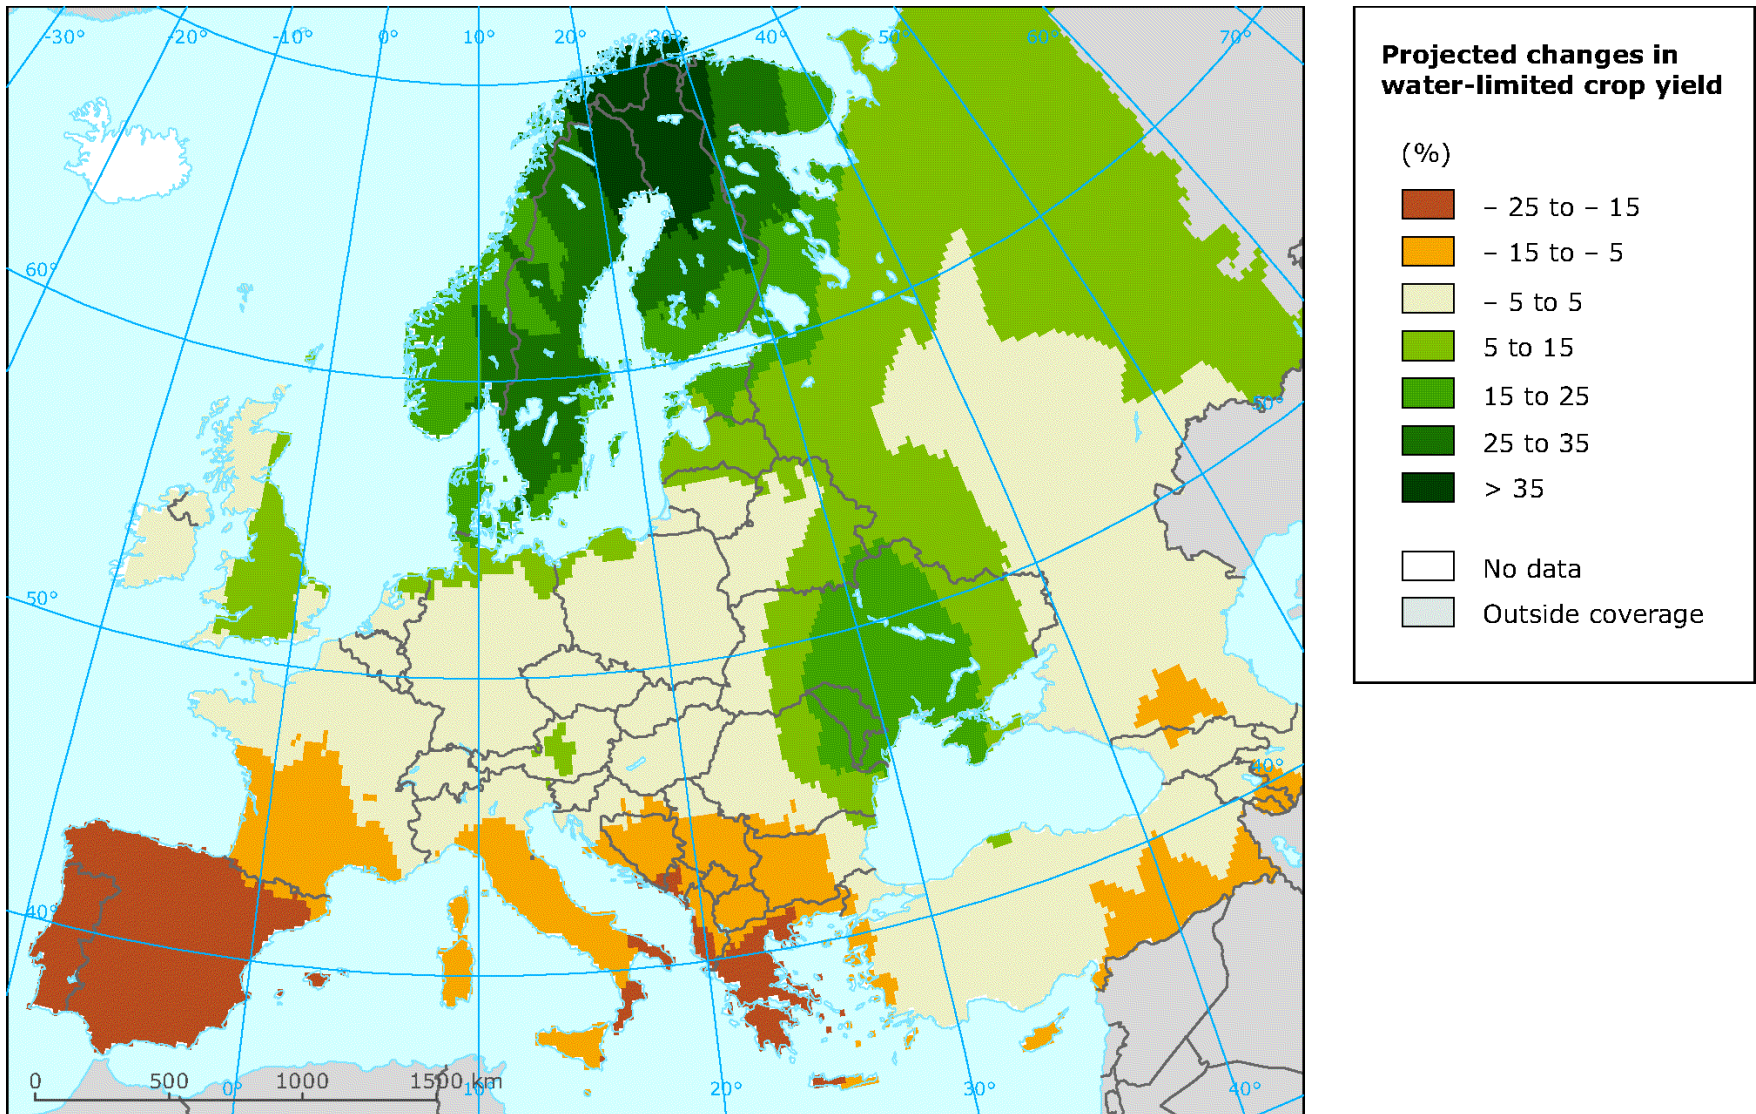 -30°
-20°
-10°
0°
10°
20°
30°
40°
50°
60°
70°
60°
50°
50°
40°
40°
0
500
1000
1500 km
0°
10°
20°
30°
40°
Projected changes in
water-limited crop yield
(%)
– 25 to – 15
– 15 to – 5
– 5 to 5
5 to 15
15 to 25
25 to 35
> 35
No data
Outside coverage